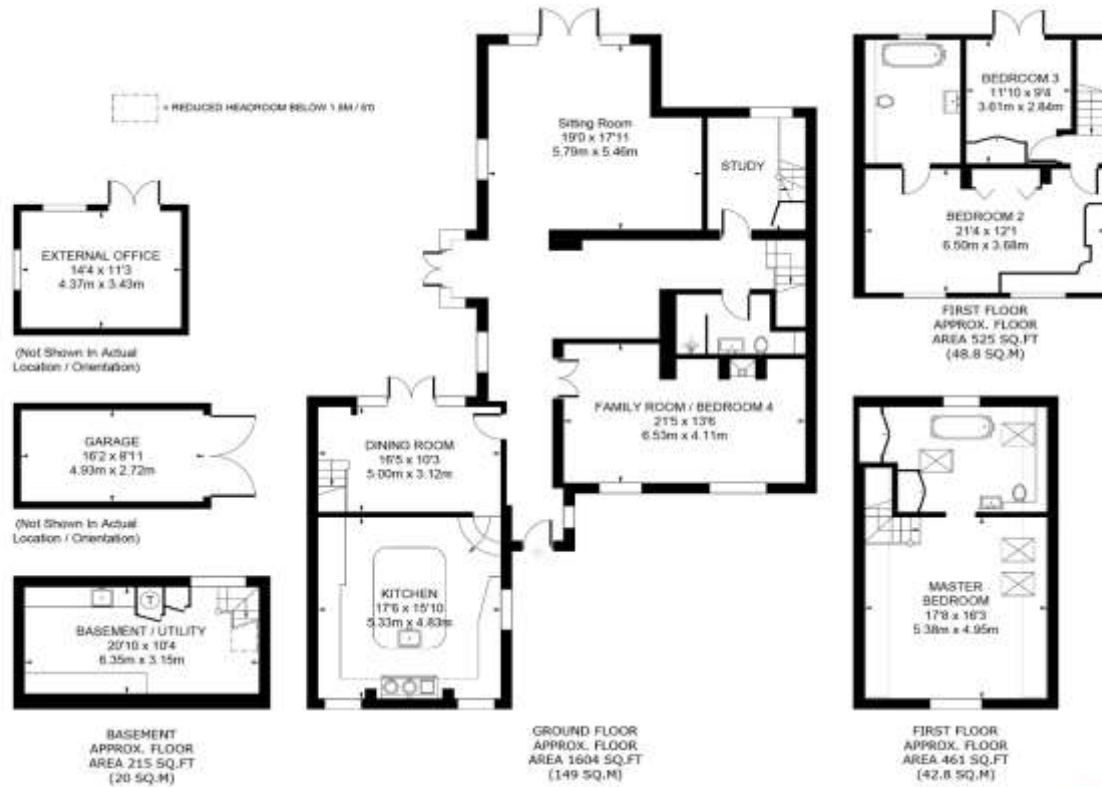 = REDUCED HEADROOM BELOW 1.8M / 6'0
EXTERNAL OFFICE
14'4 x 11'3
4.37m x 3.43m
(Not Shown In Actual
Location / Orientation)
GARAGE
16'2 x 8'11
4.93m x 2.72m
(Not Shown In Actual
Location / Orientation)
T
BASEMENT / UTILITY
20'10 x 10'4
6.35m x 3.15m
BASEMENT
APPROX. FLOOR
AREA 215 SQ.FT
(20 SQ.M)
Sitting Room
19'0 x 17'11
5.79m x 5.46m
STUDY
FAMILY ROOM / BEDROOM 4
21'5 x 13'6
6.53m x 4.11m
DINING ROOM
16'5 x 10'3
5.00m x 3.12m
KITCHEN
17'6 x 15'10
5.33m x 4.83m
GROUND FLOOR
APPROX. FLOOR
AREA 1604 SQ.FT
(149 SQ.M)
BEDROOM 3
11'10 x 9'4
3.61m x 2.84m
BEDROOM 2
21'4 x 12'1
6.50m x 3.68m
FIRST FLOOR
APPROX. FLOOR
AREA 525 SQ.FT
(48.8 SQ.M)
MASTER
BEDROOM
17'8 x 16'3
5.38m x 4.95m
FIRST FLOOR
APPROX. FLOOR
AREA 461 SQ.FT
(42.8 SQ.M)